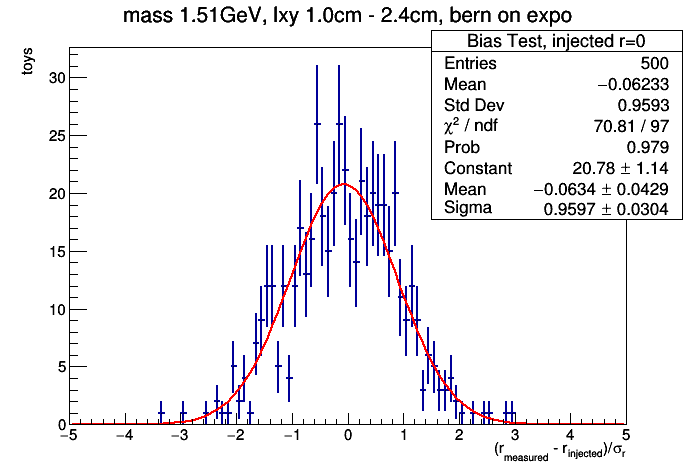 mass 1.51GeV, lxy 1.0cm - 2.4cm, bern on expo
Bias Test, injected r=0
Entries 500
Mean −0.06233
Std Dev 0.9593
χ² / ndf 70.81 / 97
Prob 0.979
Constant 20.78 ± 1.14
Mean −0.0634 ± 0.0429
Sigma 0.9597 ± 0.0304
toys
30
25
20
15
10
5
0
−5 −4 −3 −2 −1 0 1 2 3 4 5
(r_measured - r_injected)/σ_r